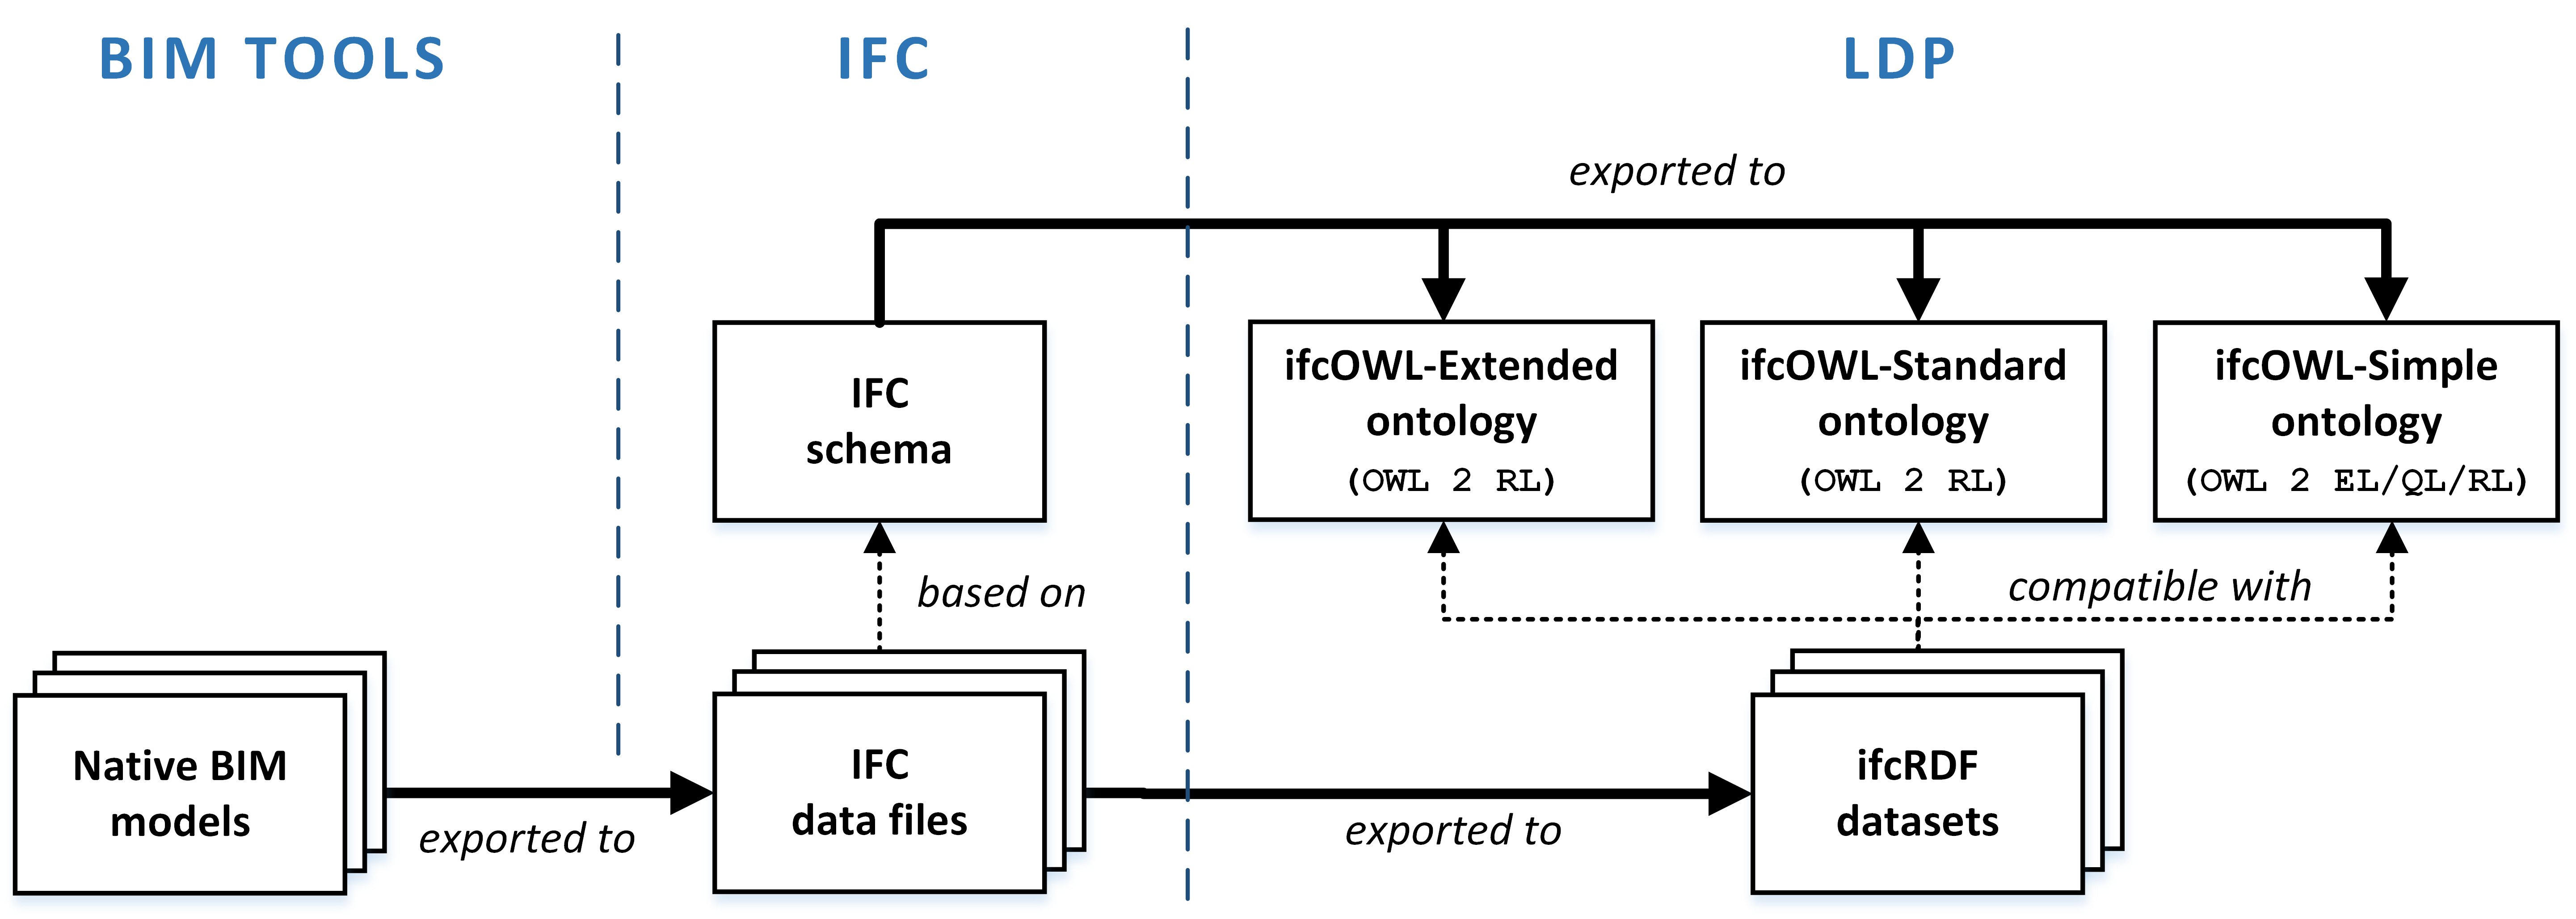 BIM TOOLS
IFC
LDP
exported to
IFC
schema
ifcOWL-Extended
ontology
(OWL 2 RL)
ifcOWL-Standard
ontology
(OWL 2 RL)
ifcOWL-Simple
ontology
(OWL 2 EL/QL/RL)
based on
compatible with
Native BIM
models
exported to
IFC
data files
exported to
ifcRDF
datasets